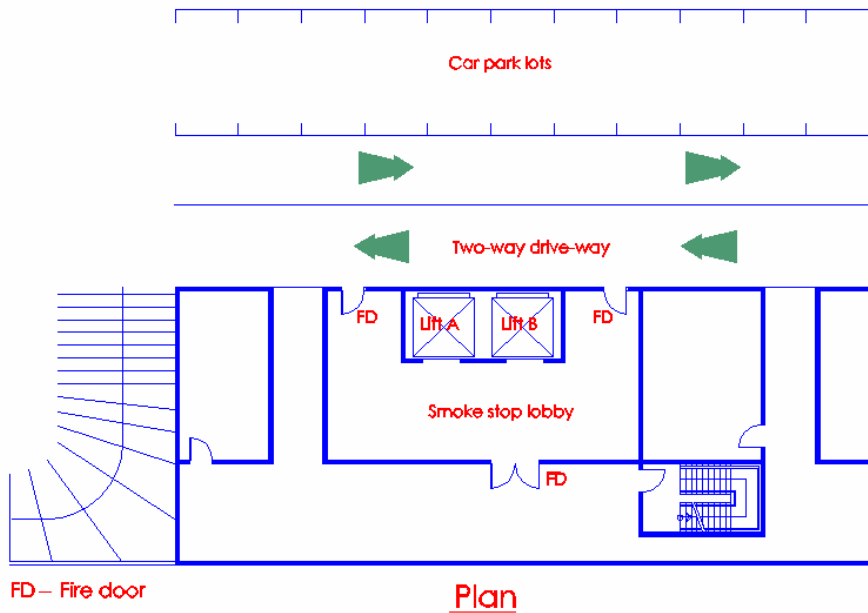 Car park lots
Two-way drive-way
FD
Lift A
Lift B
FD
Smoke stop lobby
FD
FD – Fire door
Plan